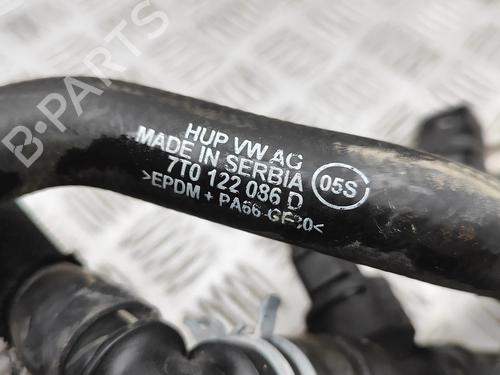 B-PARTS
HUP VW AG
MADE IN SERBIA
7T0 122 086 D
05S
>EPDM + PA66-GF30<